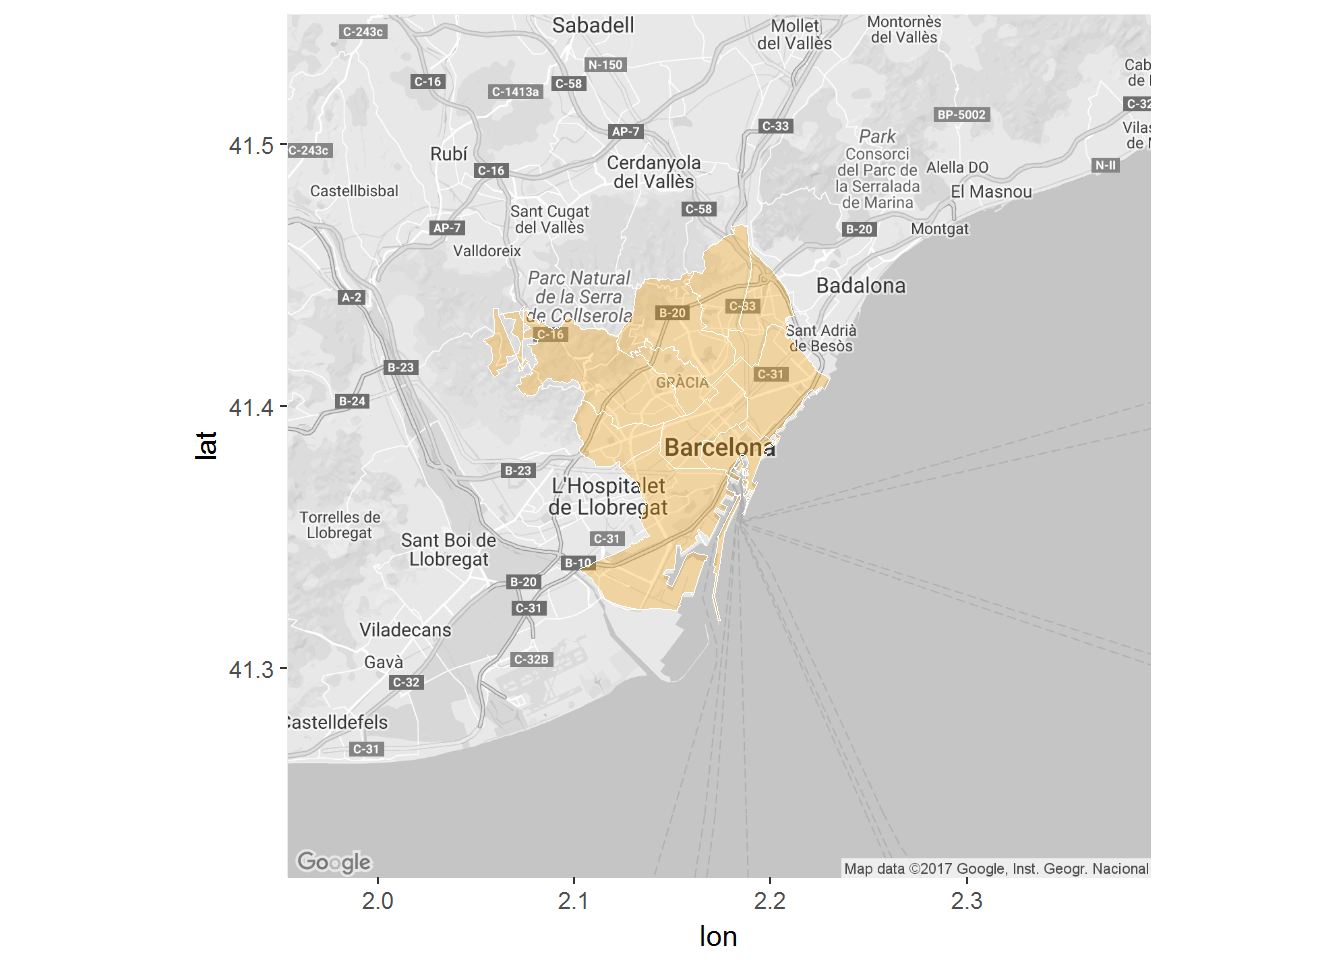 C-243c
Sabadell
Mollet
del Vallès
Montornès
del Vallès
N-150
C-16
C-58
C-1413a
Cab
de
C-32
BP-5002
AP-7
C-33
Vilas
de
41.5
C-243c
Rubí
C-16
Cerdanyola
del Vallès
Park
Consorci
del Parc de
la Serralada
de Marina
Alella DO
N-II
Castellbisbal
El Masnou
Sant Cugat
del Vallès
C-58
AP-7
Valldoreix
B-20
Montgat
Parc Natural
de la Serra
de Collserola
Badalona
A-2
B-20
C-33
C-16
Sant Adrià
de Besòs
B-23
GRÀCIA
C-31
41.4
B-24
lat
Barcelona
B-23
L'Hospitalet
de Llobregat
Torrelles de
Llobregat
Sant Boi de
Llobregat
C-31
B-10
B-20
C-31
Viladecans
Gavà
C-32B
41.3
C-32
Castelldefels
C-31
Google
Map data ©2017 Google, Inst. Geogr. Nacional
2.0
2.1
2.2
2.3
lon